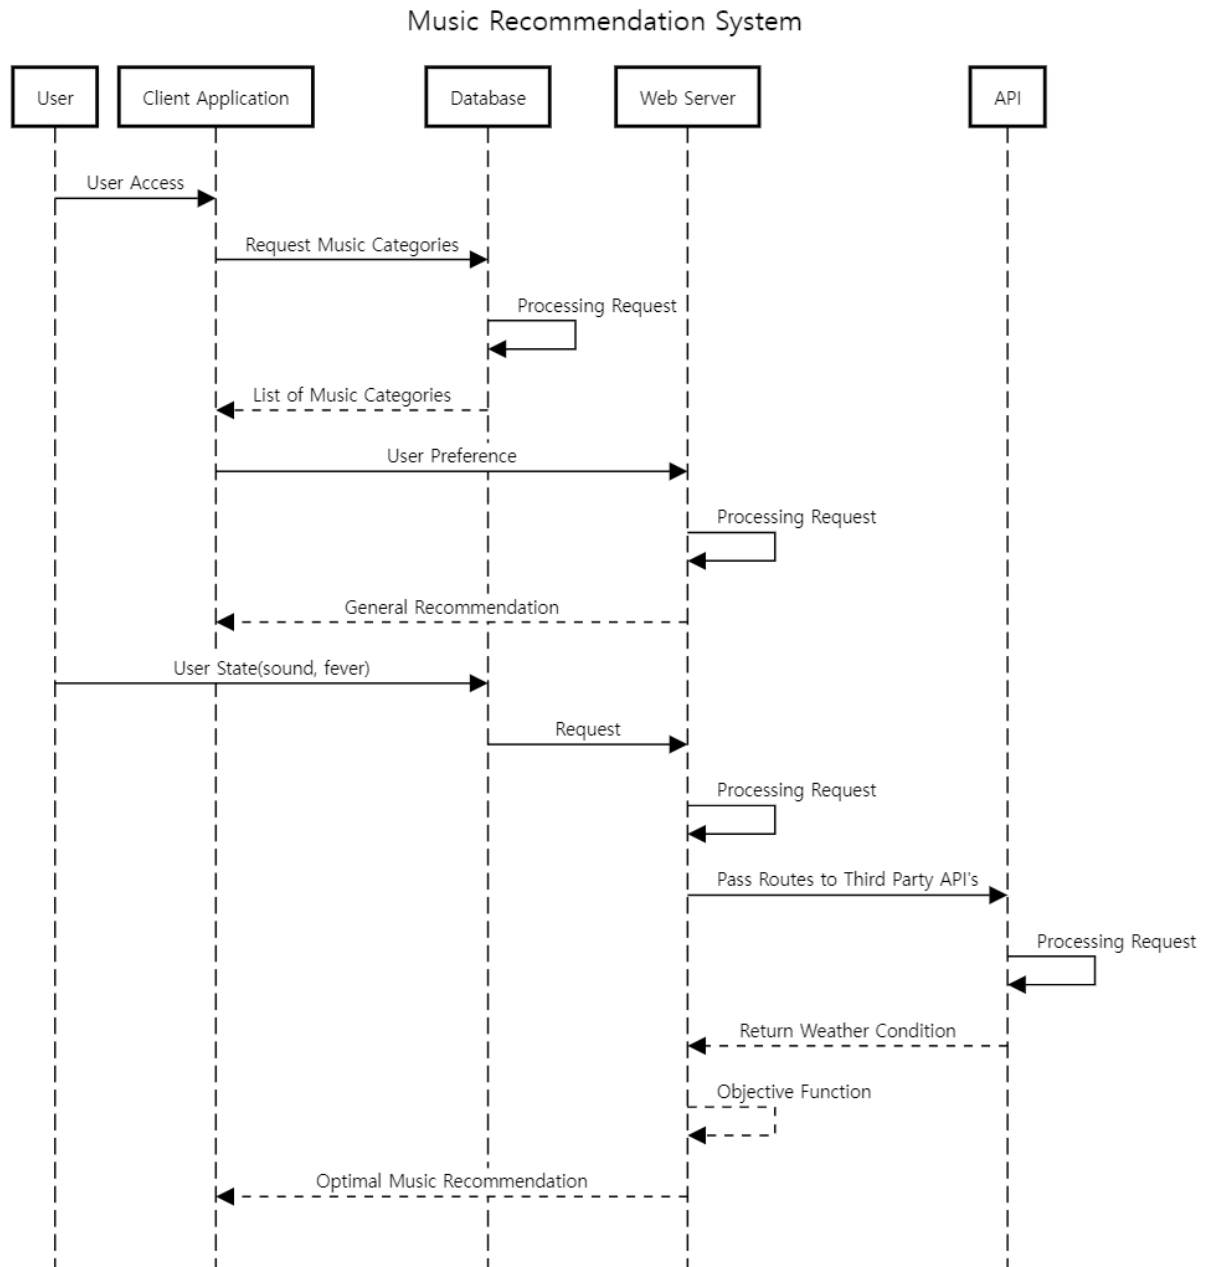 Music Recommendation System
User
Client Application
Database
Web Server
API
User Access
Request Music Categories
Processing Request
List of Music Categories
User Preference
Processing Request
General Recommendation
User State(sound, fever)
Request
Processing Request
Pass Routes to Third Party API's
Processing Request
Return Weather Condition
Objective Function
Optimal Music Recommendation